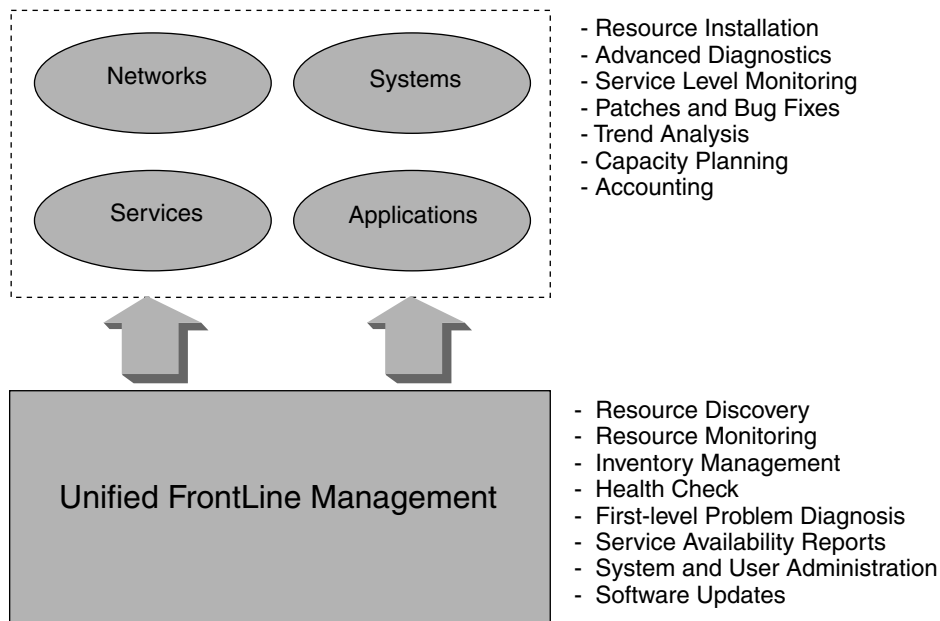 Networks
Systems
Services
Applications
- Resource Installation
- Advanced Diagnostics
- Service Level Monitoring
- Patches and Bug Fixes
- Trend Analysis
- Capacity Planning
- Accounting
Unified FrontLine Management
- Resource Discovery
- Resource Monitoring
- Inventory Management
- Health Check
- First-level Problem Diagnosis
- Service Availability Reports
- System and User Administration
- Software Updates